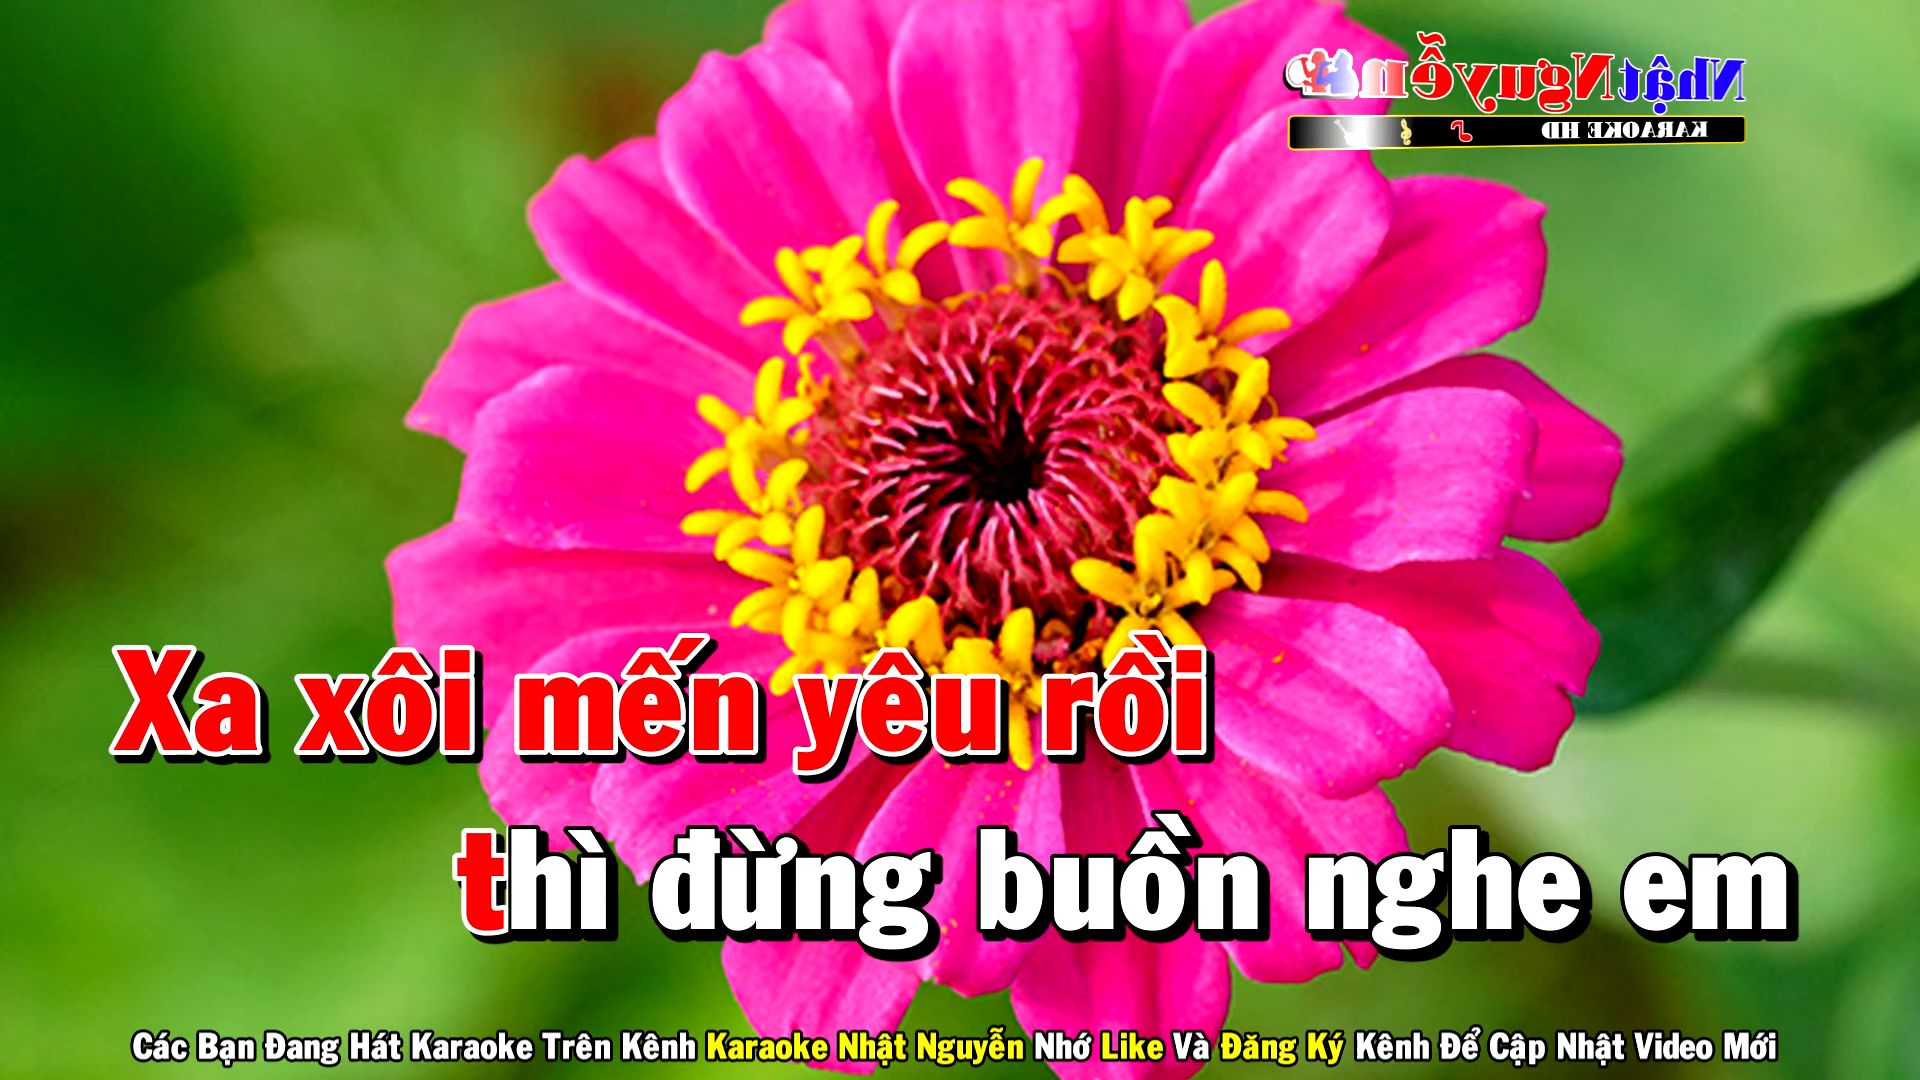 Nhật Nguyễn
KARAOKE HD
Xa xôi mến yêu rồi
thì đừng buồn nghe em
Các Bạn Đang Hát Karaoke Trên Kênh Karaoke Nhật Nguyễn Nhớ Like Và Đăng Ký Kênh Để Cập Nhật Video Mới